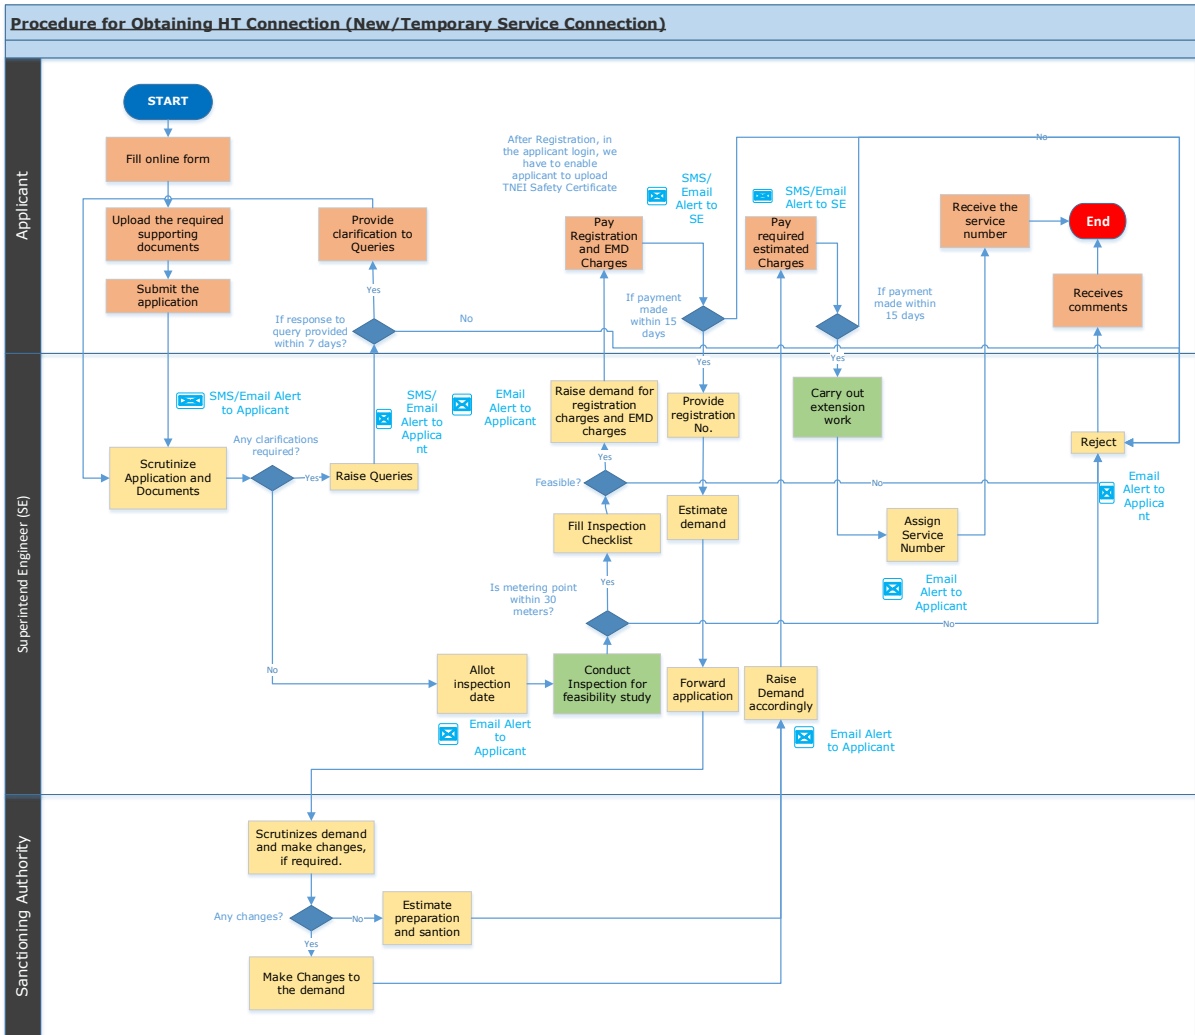 Procedure for Obtaining HT Connection (New/Temporary Service Connection)
Applicant
START
Fill online form
Upload the required
supporting
documents
Submit the
application
Provide
clarification to
Queries
Yes
If response to
query provided
within 7 days?
No
After Registration, in
the applicant login, we
have to enable
applicant to upload
TNEI Safety Certificate
Pay
Registration
and EMD
Charges
SMS/
Email
Alert to
SE
If payment
made
within 15
days
Yes
Pay
required
estimated
Charges
SMS/Email
Alert to SE
If payment
made within
15 days
Yes
No
Receive the
service
number
End
Receives
comments
Superintend Engineer (SE)
SMS/Email Alert
to Applicant
Any clarifications
required?
Scrutinize
Application and
Documents
Yes
Raise Queries
SMS/
Email
Alert to
Applica
nt
EMail
Alert to
Applicant
No
Raise demand for
registration
charges and EMD
charges
Yes
Feasible?
No
Fill Inspection
Checklist
Yes
Is metering point
within 30
meters?
No
Allot
inspection
date
Email Alert
to
Applicant
Conduct
Inspection for
feasibility study
Provide
registration
No.
Estimate
demand
Forward
application
Raise
Demand
accordingly
Email Alert
to Applicant
Carry out
extension
work
Assign
Service
Number
Email
Alert to
Applicant
Reject
Email
Alert to
Applica
nt
Sanctioning Authority
Scrutinizes demand
and make changes,
if required.
Any changes?
No
Yes
Estimate
preparation
and santion
Make Changes to
the demand